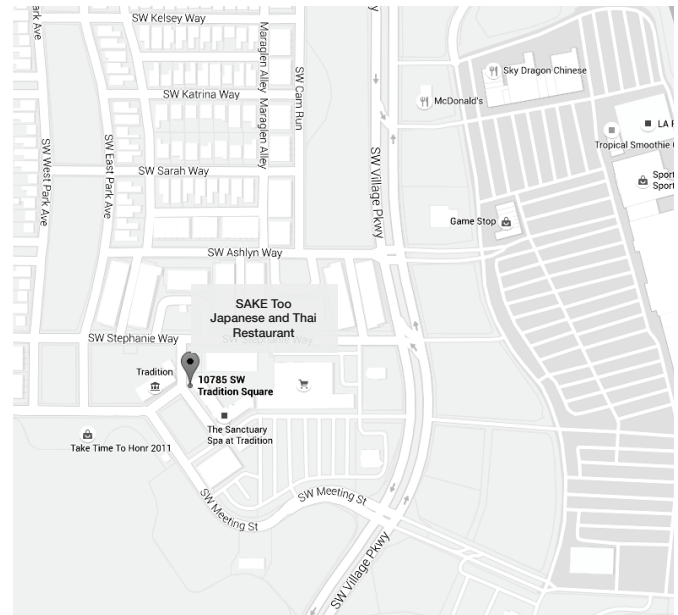 SW Kelsey Way
Park Ave
Maraglen Alley
SW Cam Run
Sky Dragon Chinese
SW Katrina Way
McDonald's
Maraglen Alley
LA
Tropical Smoothie
SW West Park Ave
SW East Park Ave
SW Sarah Way
SW Village Pkwy
Sport
Sport
Game Stop
SW Ashlyn Way
SAKE Too
Japanese and Thai
Restaurant
SW Stephanie Way
Tradition
10785 SW
Tradition Square
The Sanctuary
Spa at Tradition
Take Time To Honr 2011
SW Meeting St
SW Meeting St
SW Village Pkwy